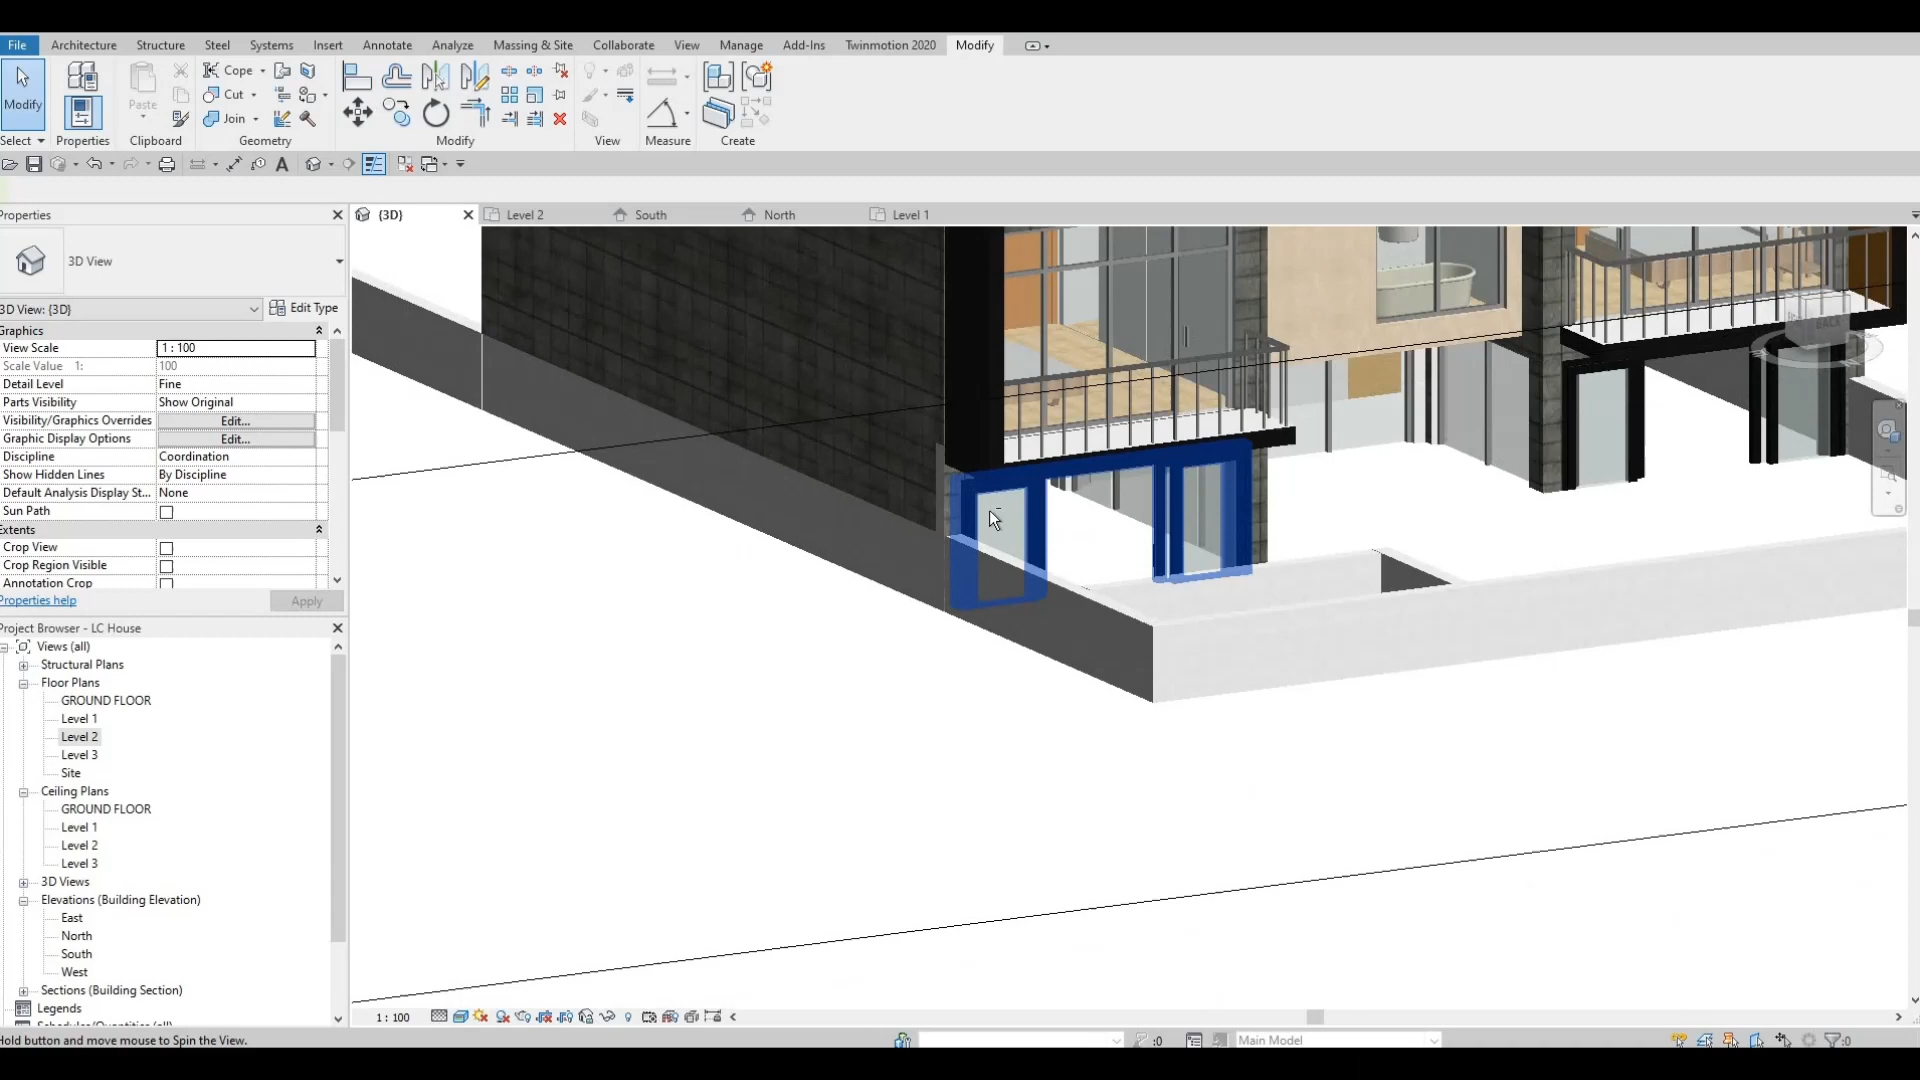 File Architecture Structure Steel Systems Insert Annotate Analyze Massing & Site Collaborate View Manage Add-Ins Twinmotion 2020 Modify
Modify Paste Cope Cut Join
Select Properties Clipboard Geometry Modify View Measure Create
Properties
{3D} Level 2 South North Level 1
3D View
3D View: {3D} Edit Type
Graphics
View Scale 1 : 100
Scale Value 1: 100
Detail Level Fine
Parts Visibility Show Original
Visibility/Graphics Overrides Edit...
Graphic Display Options Edit...
Discipline Coordination
Show Hidden Lines By Discipline
Default Analysis Display St... None
Sun Path
Extents
Crop View
Crop Region Visible
Annotation Crop
Properties help Apply
Project Browser - LC House
Views (all)
Structural Plans
Floor Plans
GROUND FLOOR
Level 1
Level 2
Level 3
Site
Ceiling Plans
GROUND FLOOR
Level 1
Level 2
Level 3
3D Views
Elevations (Building Elevation)
East
North
South
West
Sections (Building Section)
Legends
Schedules/Quantities (all)
BACK
1 : 100
Hold button and move mouse to Spin the View.
:0
Main Model
:0